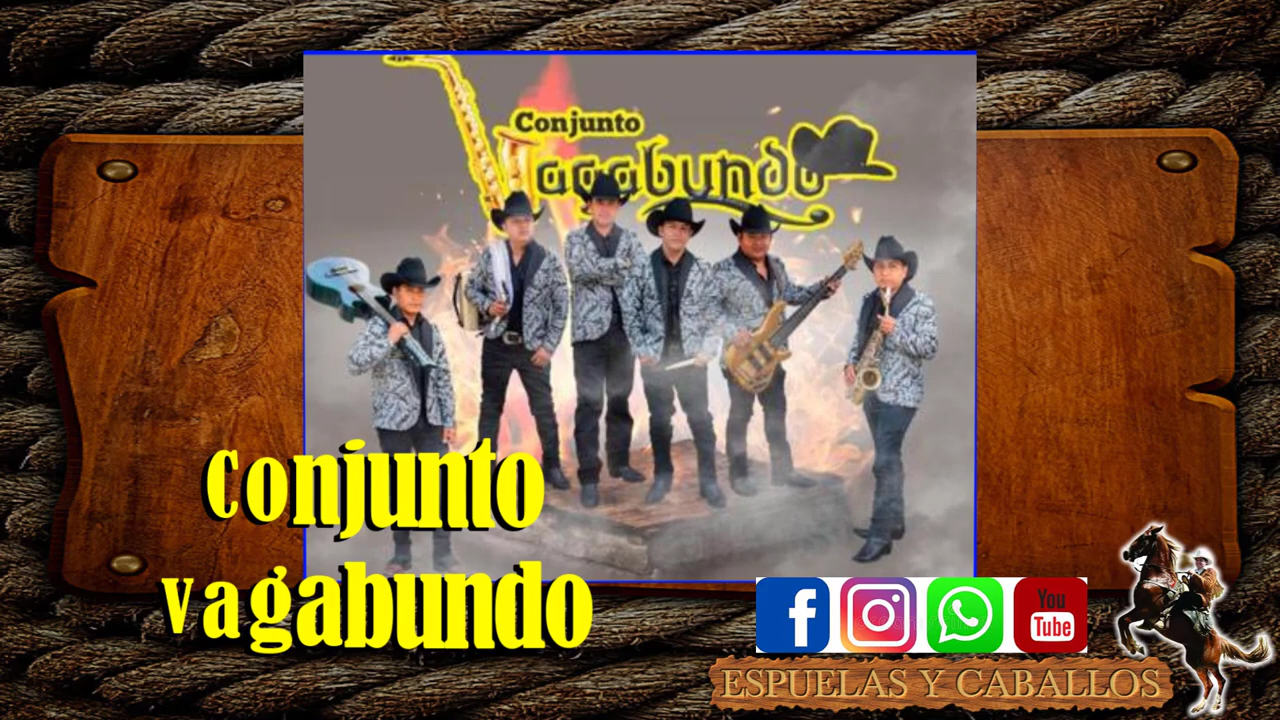 Conjunto
Vagabundo
Conjunto
vagabundo
f
You
Tube
ESPUELAS Y CABALLOS